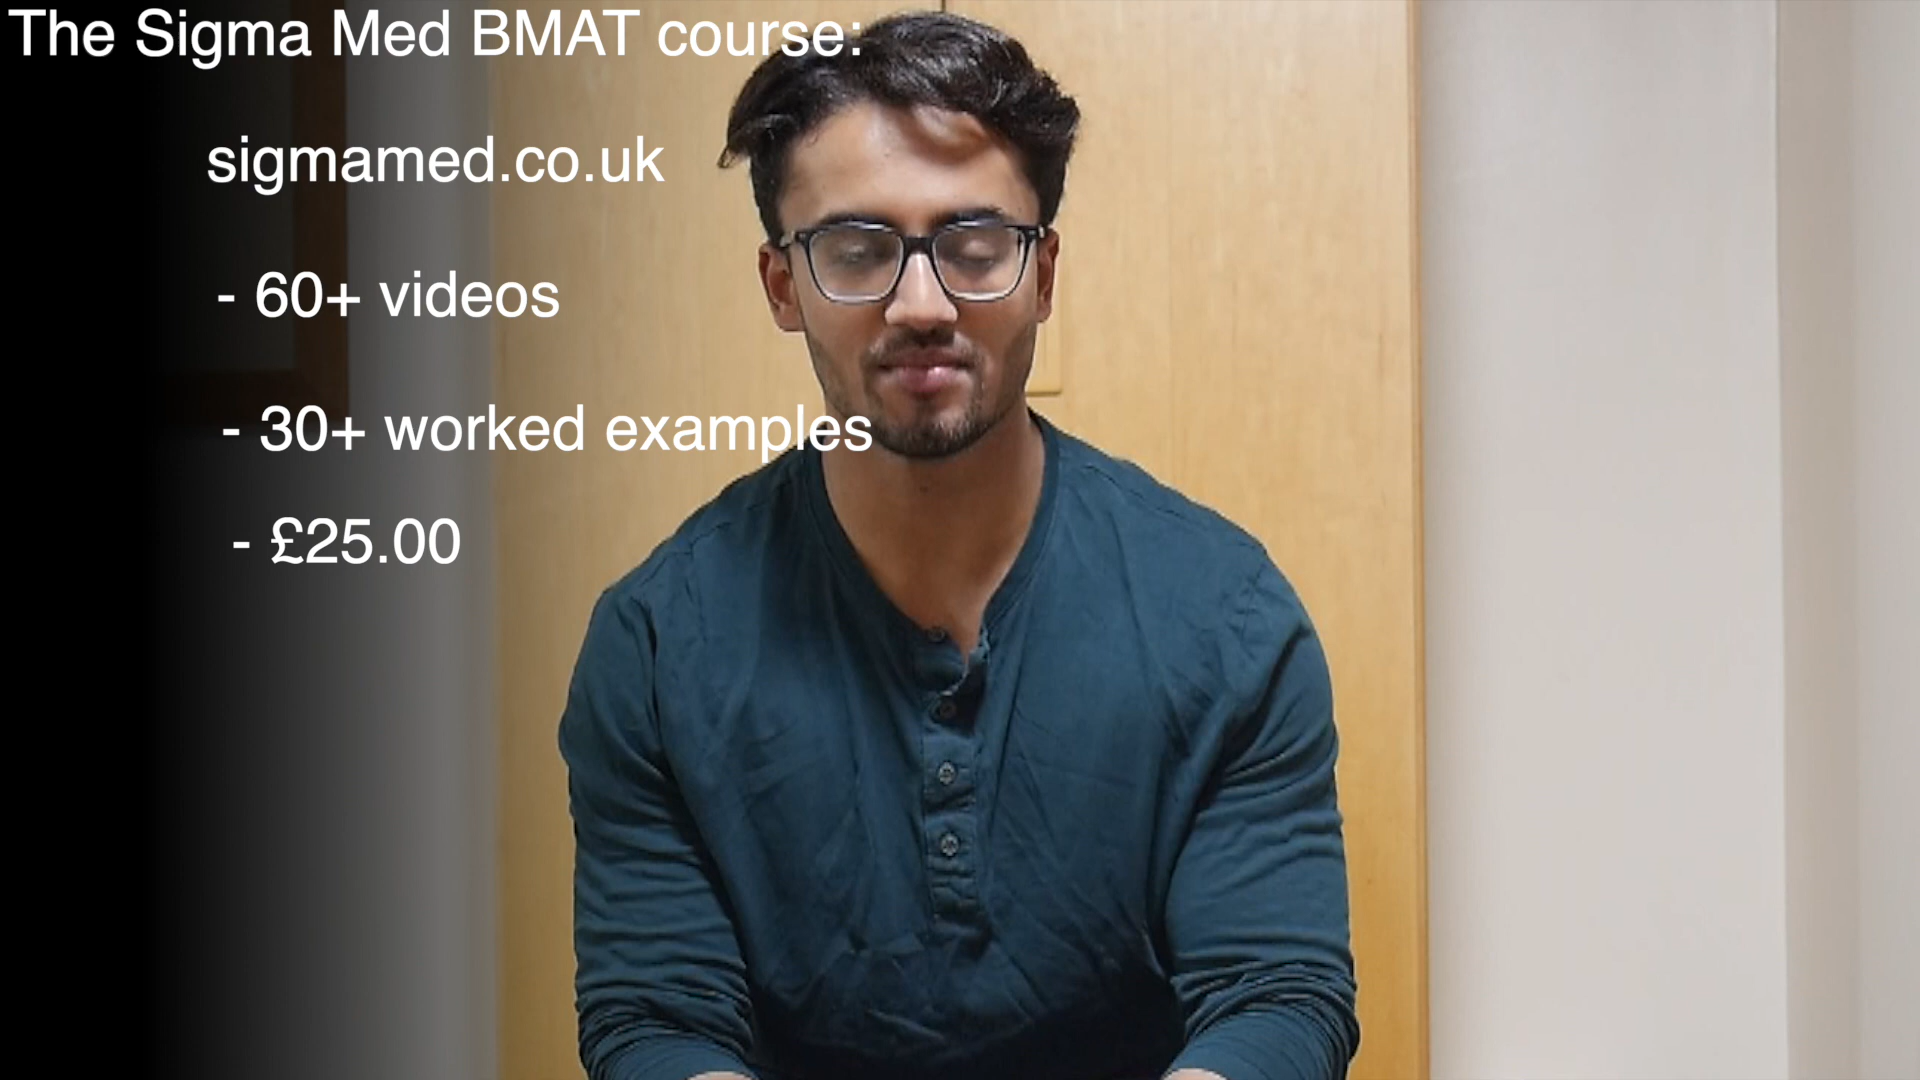 The Sigma Med BMAT course:
sigmamed.co.uk
- 60+ videos
- 30+ worked examples
- £25.00